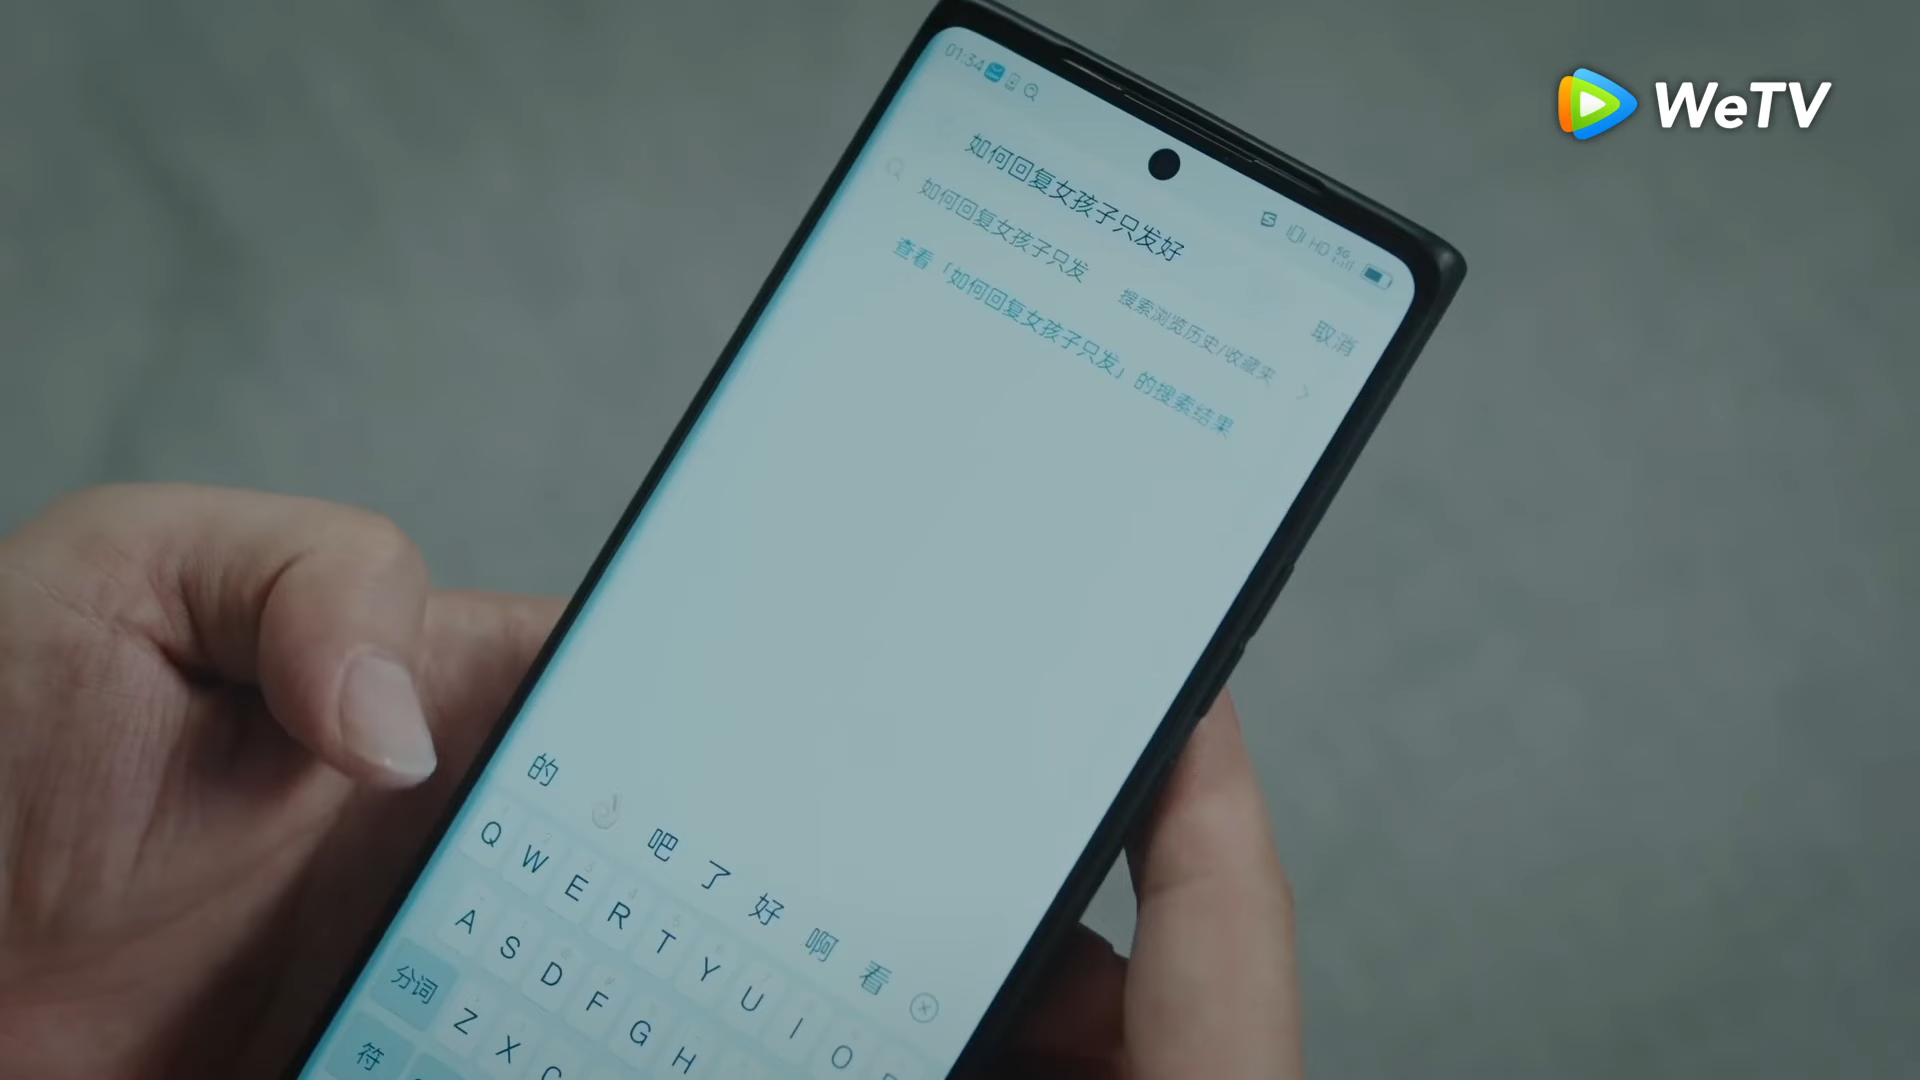 WeTV
01:34
HD 5G
如何回复女孩子只发好
取消
如何回复女孩子只发
搜索浏览历史/收藏夹
查看「如何回复女孩子只发」的搜索结果
的 👌 吧 了 好 啊 看
Q W E R T Y U I O
A S D F G H
分词 Z X C
符